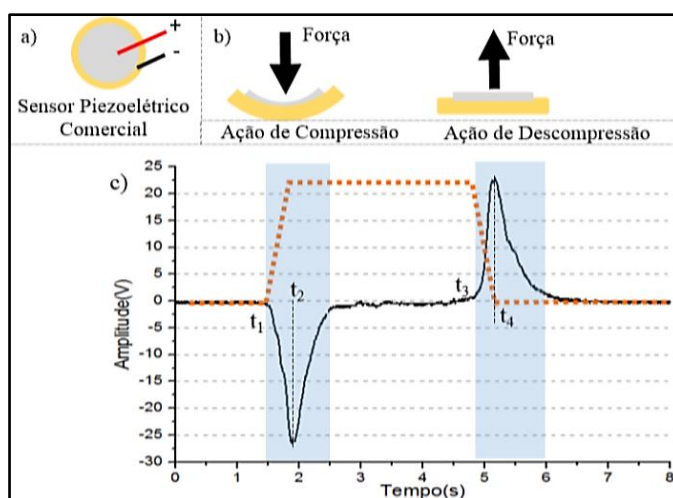 a)
+
-
Sensor Piezoelétrico
Comercial
b)
Força
Força
Ação de Compressão
Ação de Descompressão
c)
25
20
15
10
5
0
-5
-10
-15
-20
-25
-30
Amplitude(V)
t1
t2
t3
t4
0 1 2 3 4 5 6 7 8
Tempo(s)